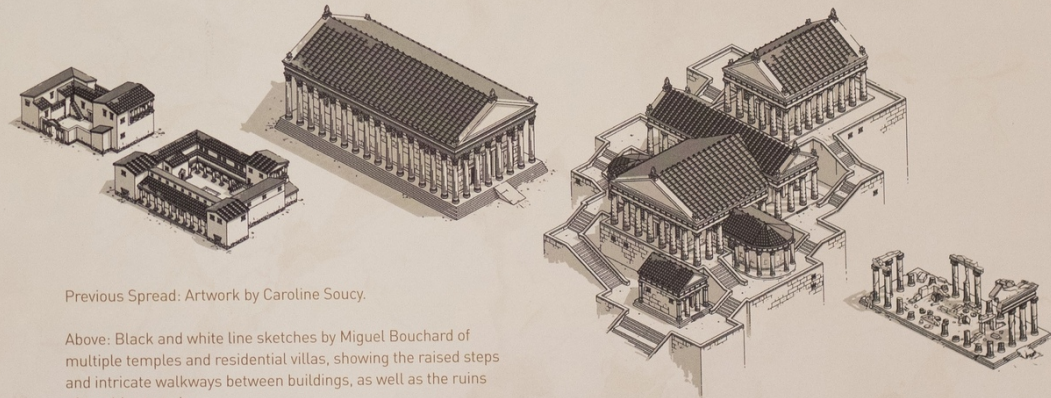 Previous Spread: Artwork by Caroline Soucy.
Above: Black and white line sketches by Miguel Bouchard of
multiple temples and residential villas, showing the raised steps
and intricate walkways between buildings, as well as the ruins